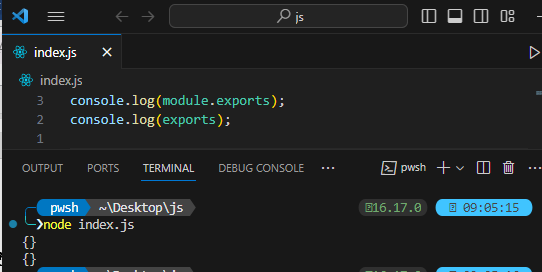 js
index.js
index.js
3 console.log(module.exports);
2 console.log(exports);
1
OUTPUT PORTS TERMINAL DEBUG CONSOLE ··· pwsh
pwsh ~\Desktop\js 16.17.0 09:05:15
❯node index.js
{}
{}